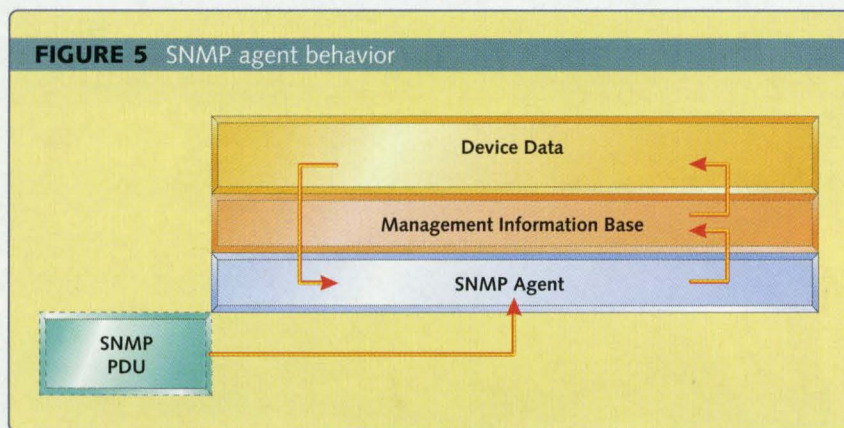 FIGURE 5 SNMP agent behavior
Device Data
Management Information Base
SNMP Agent
SNMP
PDU